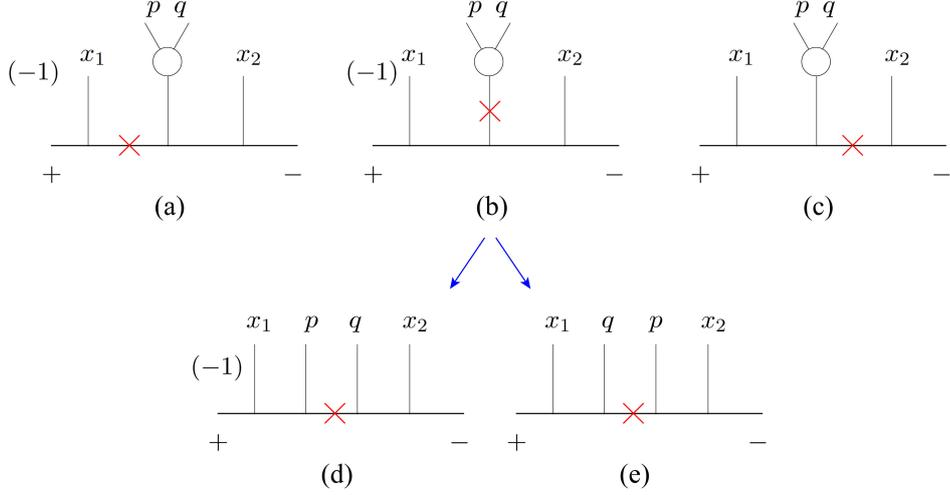 p q p q p q
x₁ x₂ x₁ x₂ x₁ x₂
(−1) (−1)
+ − + − + −
(a) (b) (c)
x₁ p q x₂ x₁ q p x₂
(−1)
+ − + −
(d) (e)